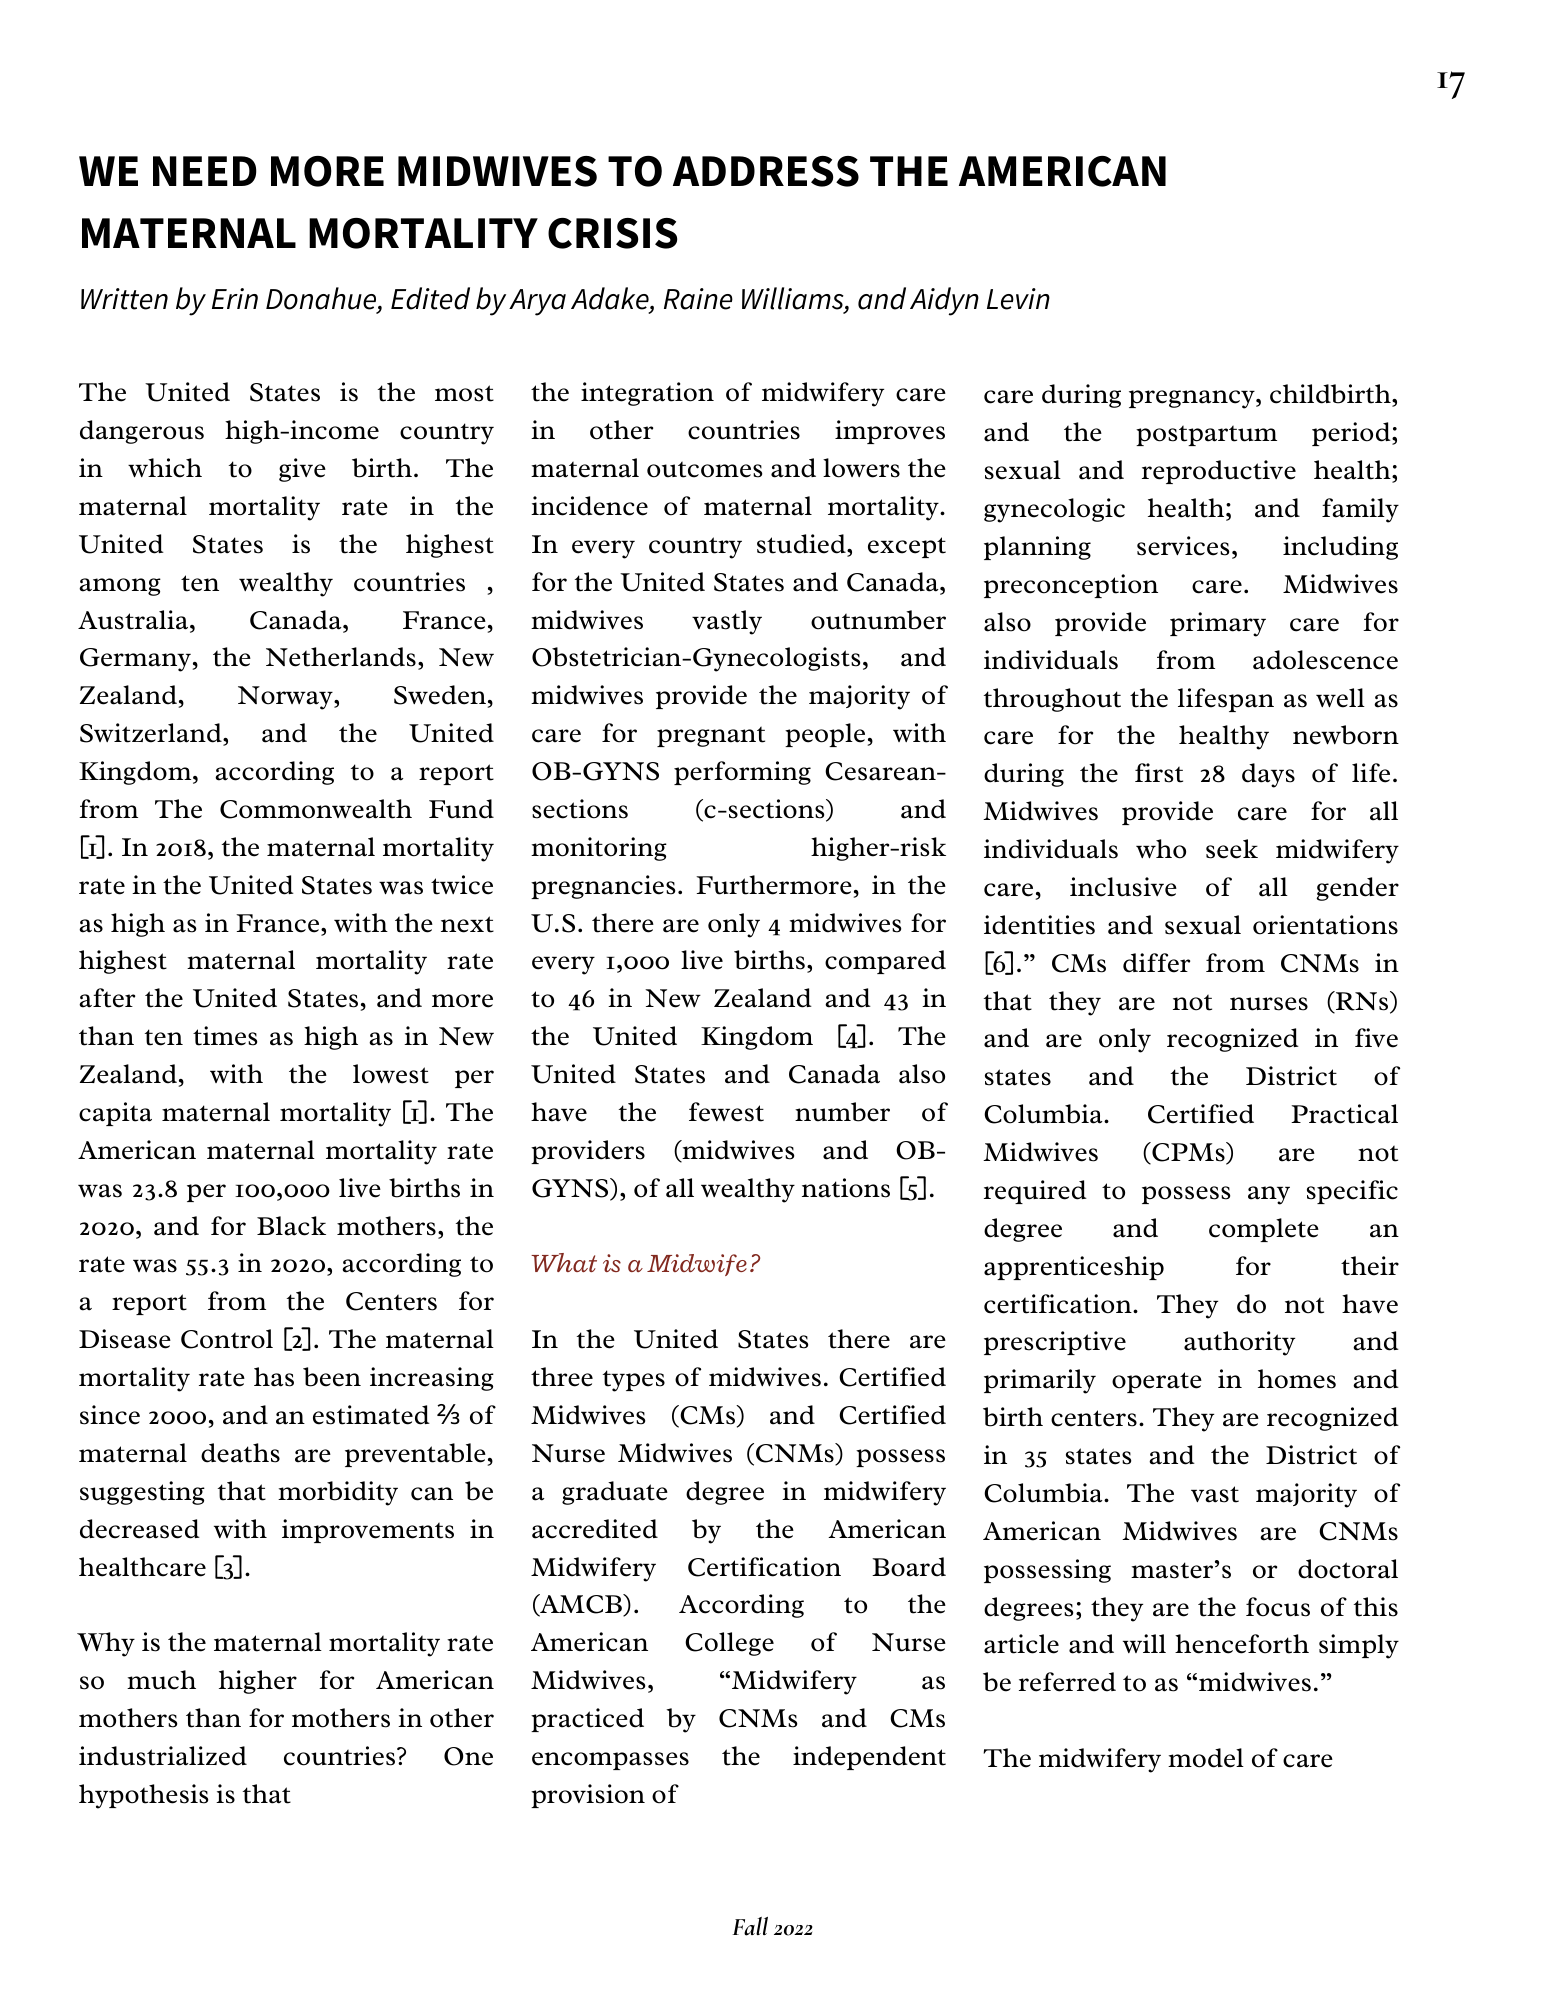 17
WE NEED MORE MIDWIVES TO ADDRESS THE AMERICAN
MATERNAL MORTALITY CRISIS
Written by Erin Donahue, Edited by Arya Adake, Raine Williams, and Aidyn Levin
The United States is the most
dangerous high-income country
in which to give birth. The
maternal mortality rate in the
United States is the highest
among ten wealthy countries ,
Australia, Canada, France,
Germany, the Netherlands, New
Zealand, Norway, Sweden,
Switzerland, and the United
Kingdom, according to a report
from The Commonwealth Fund
[1]. In 2018, the maternal mortality
rate in the United States was twice
as high as in France, with the next
highest maternal mortality rate
after the United States, and more
than ten times as high as in New
Zealand, with the lowest per
capita maternal mortality [1]. The
American maternal mortality rate
was 23.8 per 100,000 live births in
2020, and for Black mothers, the
rate was 55.3 in 2020, according to
a report from the Centers for
Disease Control [2]. The maternal
mortality rate has been increasing
since 2000, and an estimated ⅔ of
maternal deaths are preventable,
suggesting that morbidity can be
decreased with improvements in
healthcare [3].
Why is the maternal mortality rate
so much higher for American
mothers than for mothers in other
industrialized countries? One
hypothesis is that
the integration of midwifery care
in other countries improves
maternal outcomes and lowers the
incidence of maternal mortality.
In every country studied, except
for the United States and Canada,
midwives vastly outnumber
Obstetrician-Gynecologists, and
midwives provide the majority of
care for pregnant people, with
OB-GYNS performing Cesarean-
sections (c-sections) and
monitoring higher-risk
pregnancies. Furthermore, in the
U.S. there are only 4 midwives for
every 1,000 live births, compared
to 46 in New Zealand and 43 in
the United Kingdom [4]. The
United States and Canada also
have the fewest number of
providers (midwives and OB-
GYNS), of all wealthy nations [5].
What is a Midwife?
In the United States there are
three types of midwives. Certified
Midwives (CMs) and Certified
Nurse Midwives (CNMs) possess
a graduate degree in midwifery
accredited by the American
Midwifery Certification Board
(AMCB). According to the
American College of Nurse
Midwives, “Midwifery as
practiced by CNMs and CMs
encompasses the independent
provision of
care during pregnancy, childbirth,
and the postpartum period;
sexual and reproductive health;
gynecologic health; and family
planning services, including
preconception care. Midwives
also provide primary care for
individuals from adolescence
throughout the lifespan as well as
care for the healthy newborn
during the first 28 days of life.
Midwives provide care for all
individuals who seek midwifery
care, inclusive of all gender
identities and sexual orientations
[6].” CMs differ from CNMs in
that they are not nurses (RNs)
and are only recognized in five
states and the District of
Columbia. Certified Practical
Midwives (CPMs) are not
required to possess any specific
degree and complete an
apprenticeship for their
certification. They do not have
prescriptive authority and
primarily operate in homes and
birth centers. They are recognized
in 35 states and the District of
Columbia. The vast majority of
American Midwives are CNMs
possessing master’s or doctoral
degrees; they are the focus of this
article and will henceforth simply
be referred to as “midwives.”
The midwifery model of care
Fall 2022